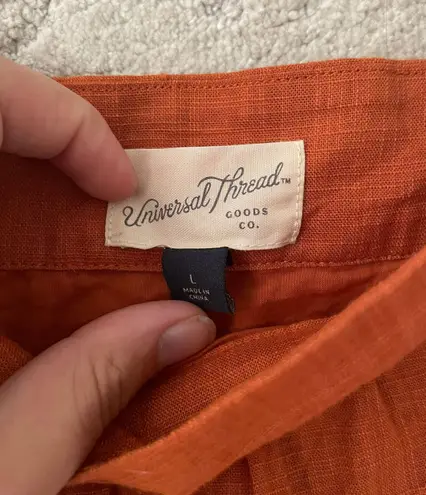 Universal Thread™
GOODS
CO.
L
MADE IN
CHINA